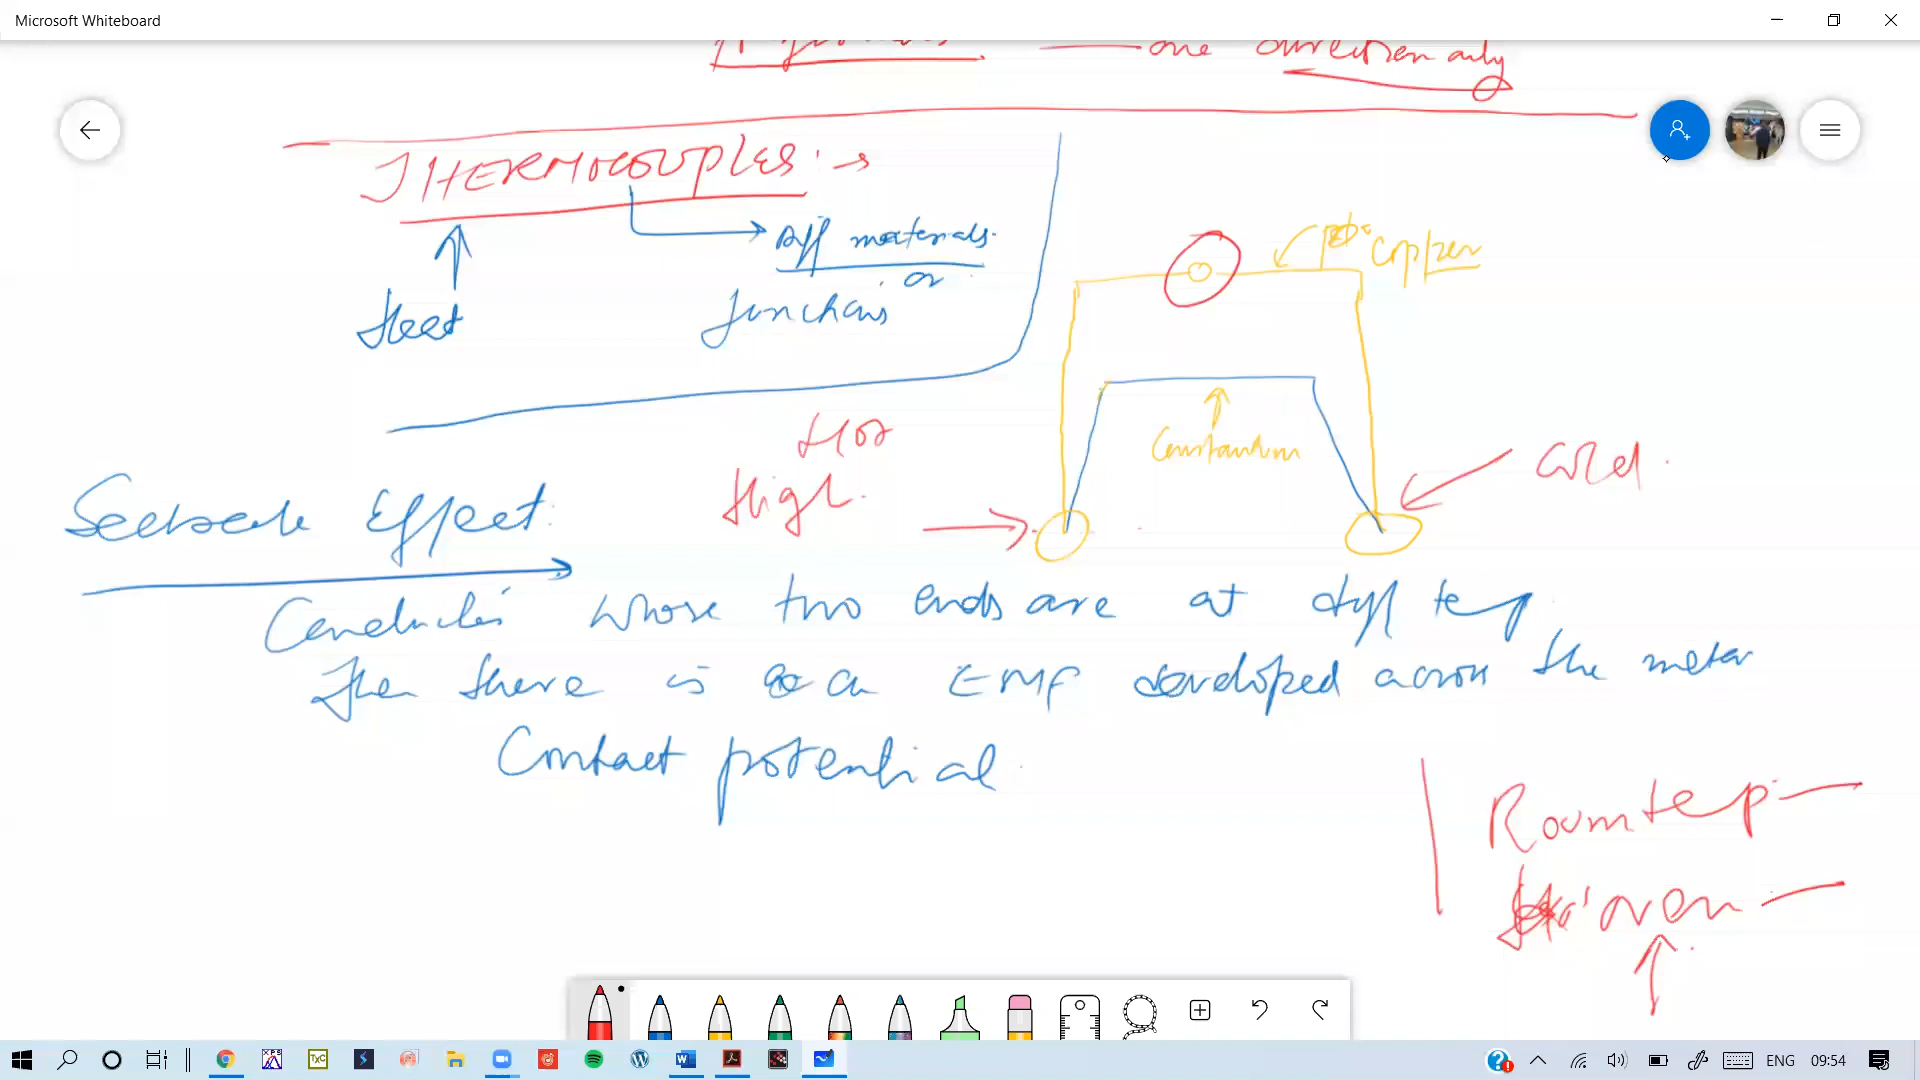 Microsoft Whiteboard
one direction only
THERMOCOUPLES: →
Diff materials.
or
Heat
Junctions
Copper
Constantan
Hot
High
Cold
Seebeck Effect:
Conductors whose two ends are at diff temp
then there is a EMF developed across the meter
Contact potential
Room temp —
oven —
ENG
09:54